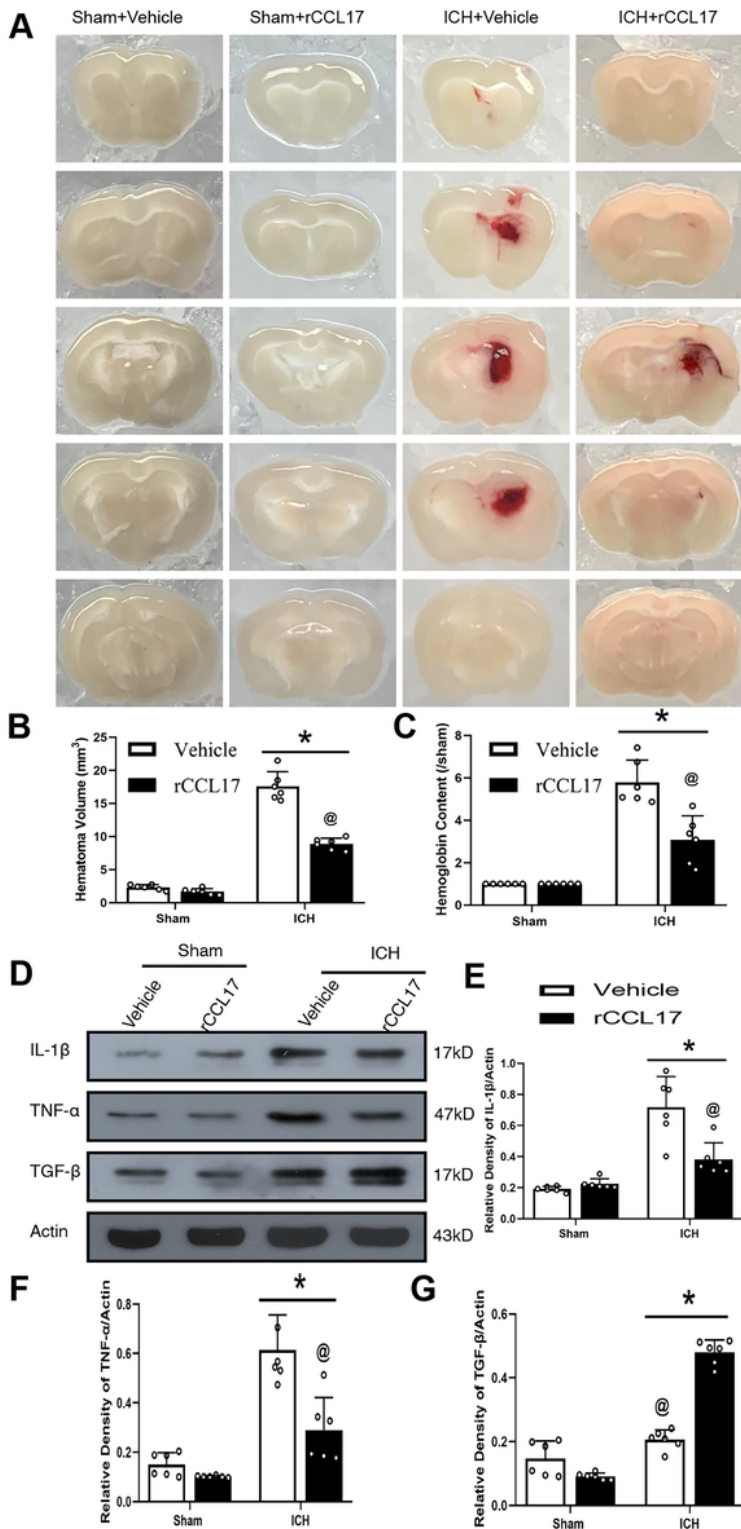 A
Sham+Vehicle Sham+rCCL17 ICH+Vehicle ICH+rCCL17
B
Hematoma Volume (mm³)
25
20
15
10
5
0
Vehicle
rCCL17
*
@
Sham ICH
C
Hemoglobin Content (/sham)
8
6
4
2
0
Vehicle
rCCL17
*
@
Sham ICH
D
Sham ICH
Vehicle rCCL17 Vehicle rCCL17
IL-1β 17kD
TNF-α 47kD
TGF-β 17kD
Actin 43kD
E
Vehicle
rCCL17
Relative Density of IL-1β/Actin
1.0
0.8
0.6
0.4
0.2
0.0
*
@
Sham ICH
F
Relative Density of TNF-α/Actin
0.8
0.6
0.4
0.2
0.0
*
@
Sham ICH
G
Relative Density of TGF-β/Actin
0.6
0.4
0.2
0.0
*
@
Sham ICH